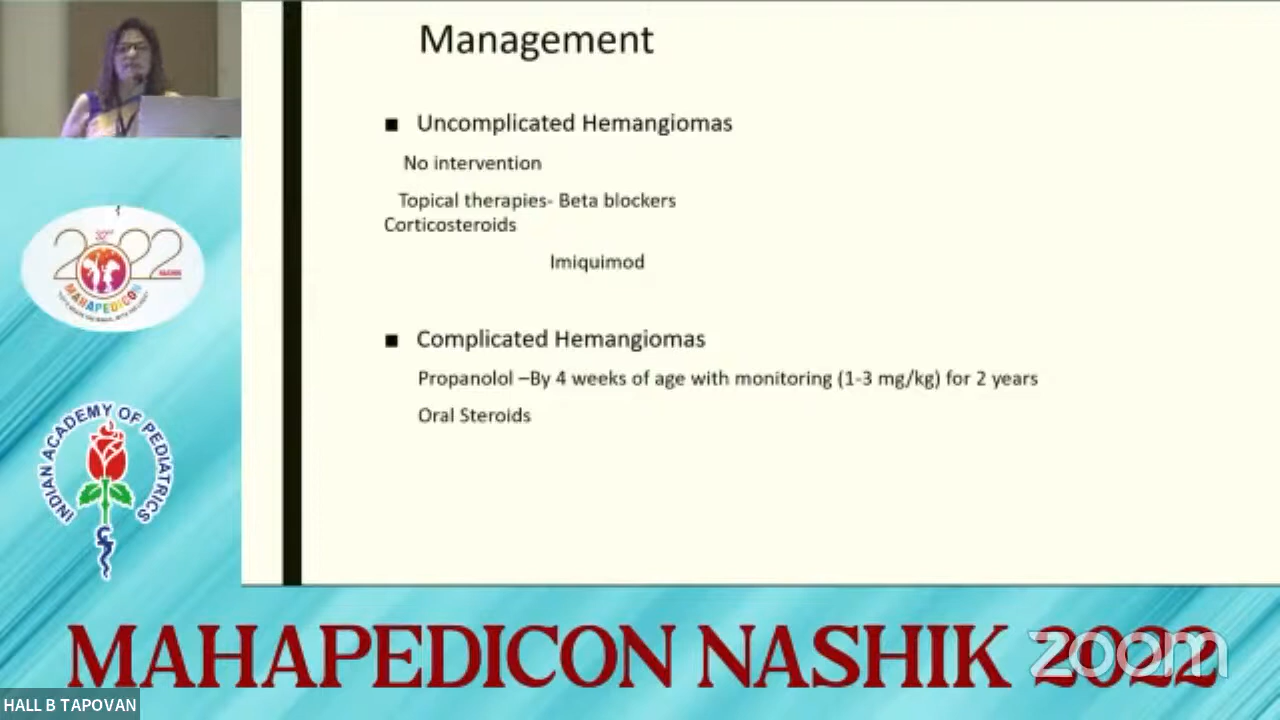 Management
■ Uncomplicated Hemangiomas
No intervention
Topical therapies- Beta blockers
Corticosteroids
Imiquimod
■ Complicated Hemangiomas
Propanolol –By 4 weeks of age with monitoring (1-3 mg/kg) for 2 years
Oral Steroids
2022
MAHAPEDICON
INDIAN ACADEMY OF PEDIATRICS
MAHAPEDICON NASHIK 2022
zoom
HALL B TAPOVAN